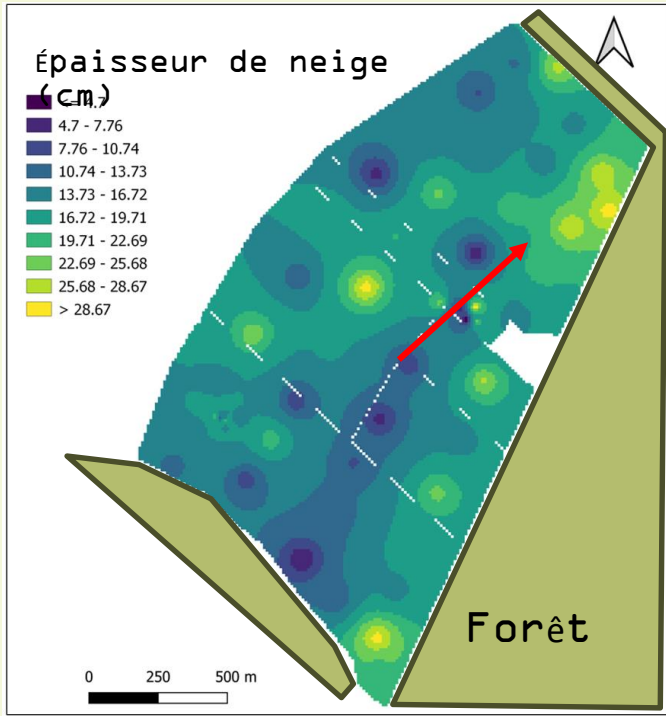 Épaisseur de neige
(cm)
<= 4.7
4.7 - 7.76
7.76 - 10.74
10.74 - 13.73
13.73 - 16.72
16.72 - 19.71
19.71 - 22.69
22.69 - 25.68
25.68 - 28.67
> 28.67
Forêt
0 250 500 m